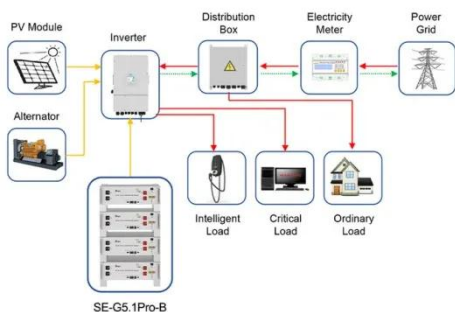 PV Module
Inverter
Distribution
Box
Electricity
Meter
Power
Grid
Alternator
Intelligent
Load
Critical
Load
Ordinary
Load
SE-G5.1Pro-B